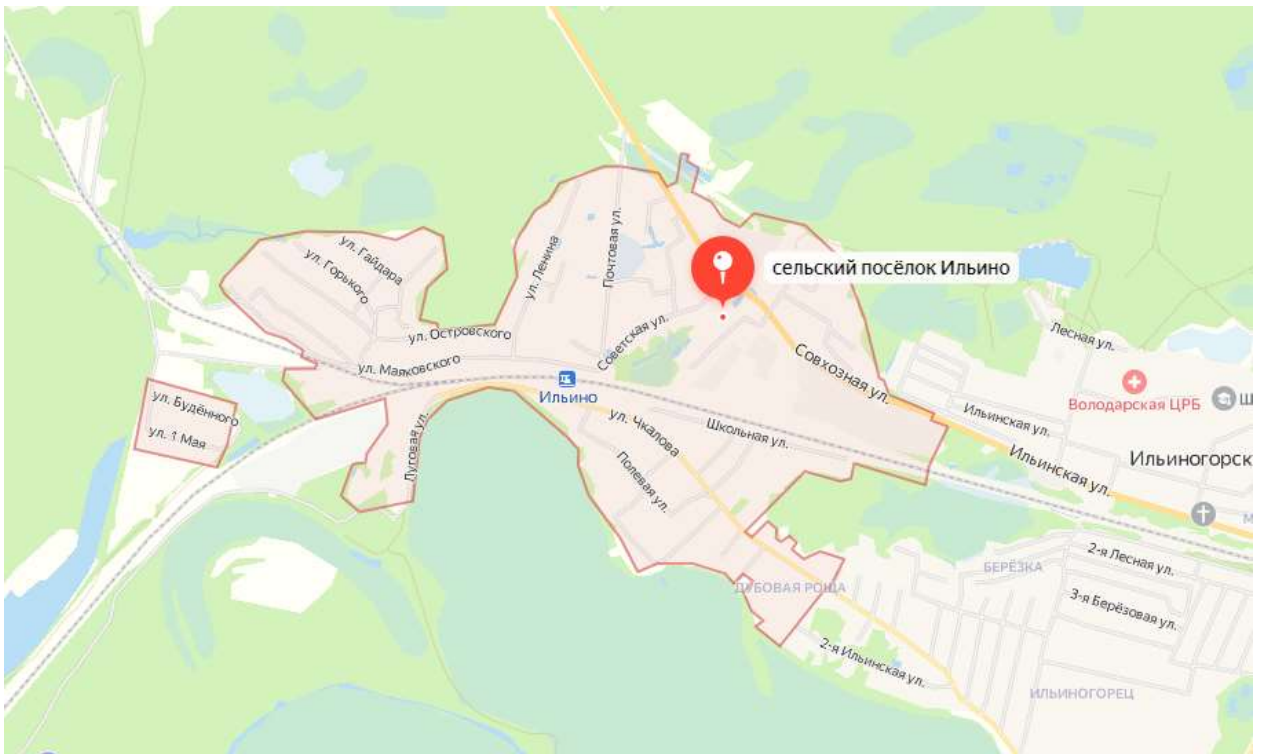 ул. Гайдара
ул. Горького
ул. Ленина
Почтовая ул.
сельский посёлок Ильино
ул. Островского
Советская ул.
ул. Маяковского
Лесная ул.
Совхозная ул.
Ильино
Володарская ЦРБ
Ш
ул. Будённого
ул. 1 Мая
Луговая ул.
ул. Чкалова
Школьная ул.
Ильинская ул.
Полевая ул.
Ильинская ул.
Ильиногорск
М
2-я Лесная ул.
БЕРЁЗКА
ДУБОВАЯ РОЩА
3-я Берёзовая ул.
2-я Ильинская ул.
ИЛЬИНОГОРЕЦ